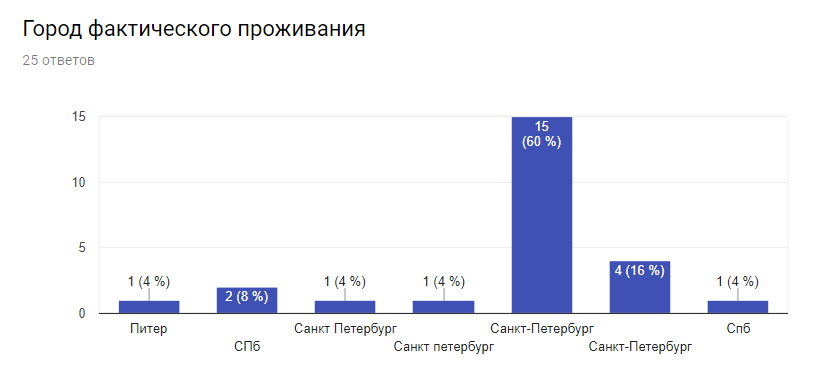 Город фактического проживания
25 ответов
15
10
5
0
1 (4 %)
2 (8 %)
1 (4 %)
1 (4 %)
15
(60 %)
4 (16 %)
1 (4 %)
Питер
СПб
Санкт Петербург
Санкт петербург
Санкт-Петербург
Санкт-Петербург
Спб